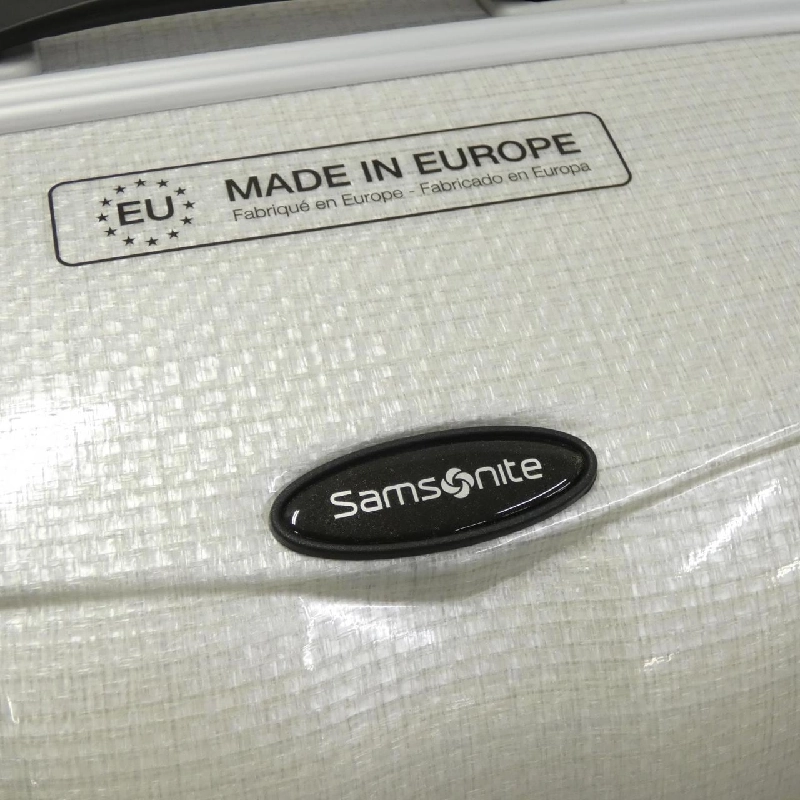 EU
MADE IN EUROPE
Fabriqué en Europe - Fabricado en Europa
Samsonite